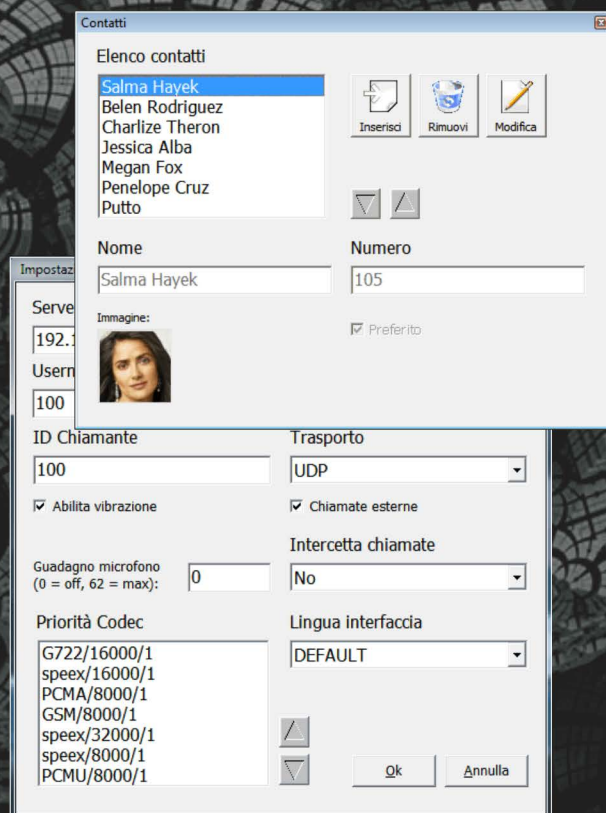 Contatti
Elenco contatti
Salma Hayek
Belen Rodriguez
Charlize Theron
Jessica Alba
Megan Fox
Penelope Cruz
Putto
Inserisci
Rimuovi
Modifica
Nome
Numero
Salma Hayek
105
Immagine:
Preferito
Impostaz
Serve
192.1
Usern
100
ID Chiamante
Trasporto
100
UDP
Abilita vibrazione
Chiamate esterne
Intercetta chiamate
Guadagno microfono
(0 = off, 62 = max):
0
No
Priorità Codec
Lingua interfaccia
G722/16000/1
speex/16000/1
PCMA/8000/1
GSM/8000/1
speex/32000/1
speex/8000/1
PCMU/8000/1
DEFAULT
Ok
Annulla